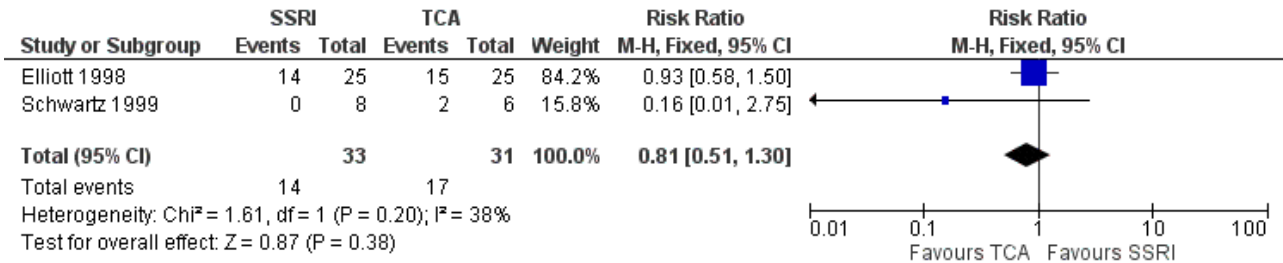 SSRI TCA Risk Ratio Risk Ratio
Study or Subgroup Events Total Events Total Weight M-H, Fixed, 95% CI M-H, Fixed, 95% CI
Elliott 1998 14 25 15 25 84.2% 0.93 [0.58, 1.50]
Schwartz 1999 0 8 2 6 15.8% 0.16 [0.01, 2.75]
Total (95% CI) 33 31 100.0% 0.81 [0.51, 1.30]
Total events 14 17
Heterogeneity: Chi² = 1.61, df = 1 (P = 0.20); I² = 38%
Test for overall effect: Z = 0.87 (P = 0.38)
0.01 0.1 1 10 100
Favours TCA Favours SSRI